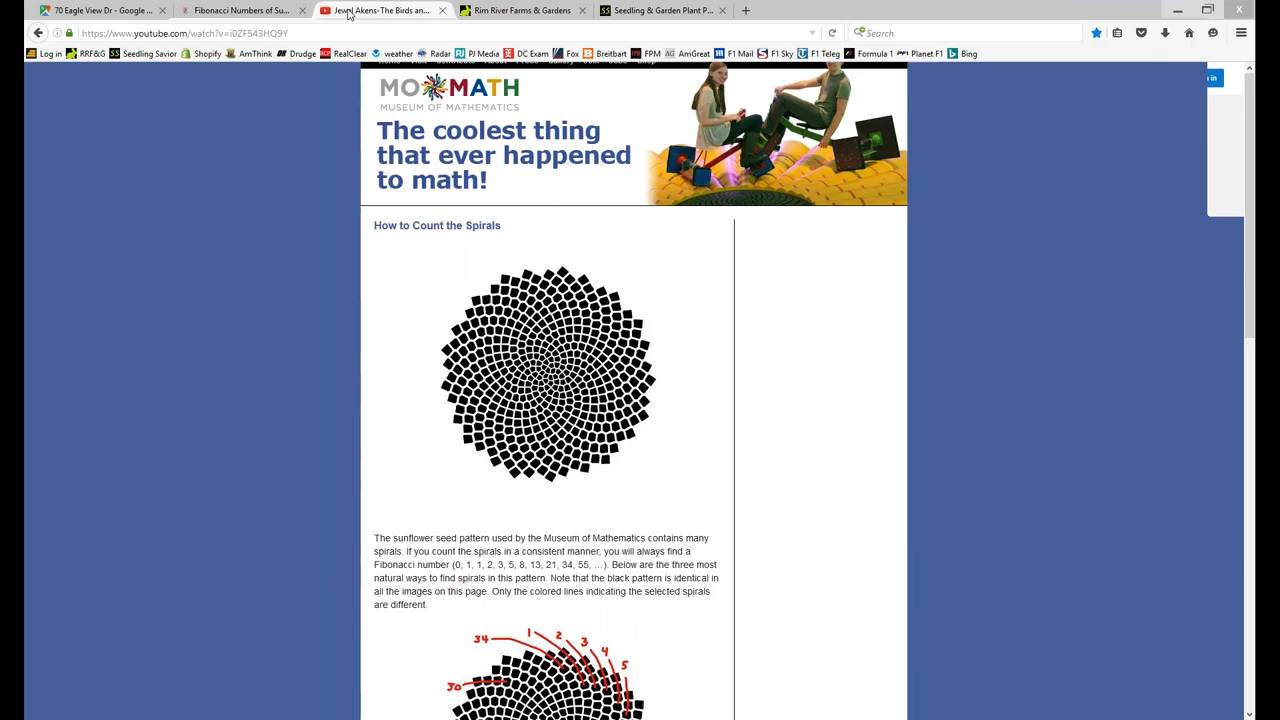 70 Eagle View Dr - Google ...
Fibonacci Numbers of Su...
Jewel Akens-The Birds an...
Rim River Farms & Gardens
Seedling & Garden Plant P...
https://www.youtube.com/watch?v=i0ZF543HQ9Y
Search
Log in RRF&G Seedling Savior Shopify AmThink Drudge RealClear weather Radar PJ Media DC Exam Fox Breitbart FPM AmGreat F1 Mail F1 Sky F1 Teleg Formula 1 Planet F1 Bing
MOMATH
MUSEUM OF MATHEMATICS
in
The coolest thing
that ever happened
to math!
How to Count the Spirals
The sunflower seed pattern used by the Museum of Mathematics contains many
spirals. If you count the spirals in a consistent manner, you will always find a
Fibonacci number (0, 1, 1, 2, 3, 5, 8, 13, 21, 34, 55, ...). Below are the three most
natural ways to find spirals in this pattern. Note that the black pattern is identical in
all the images on this page. Only the colored lines indicating the selected spirals
are different.
34 1 2 3 4 5
30